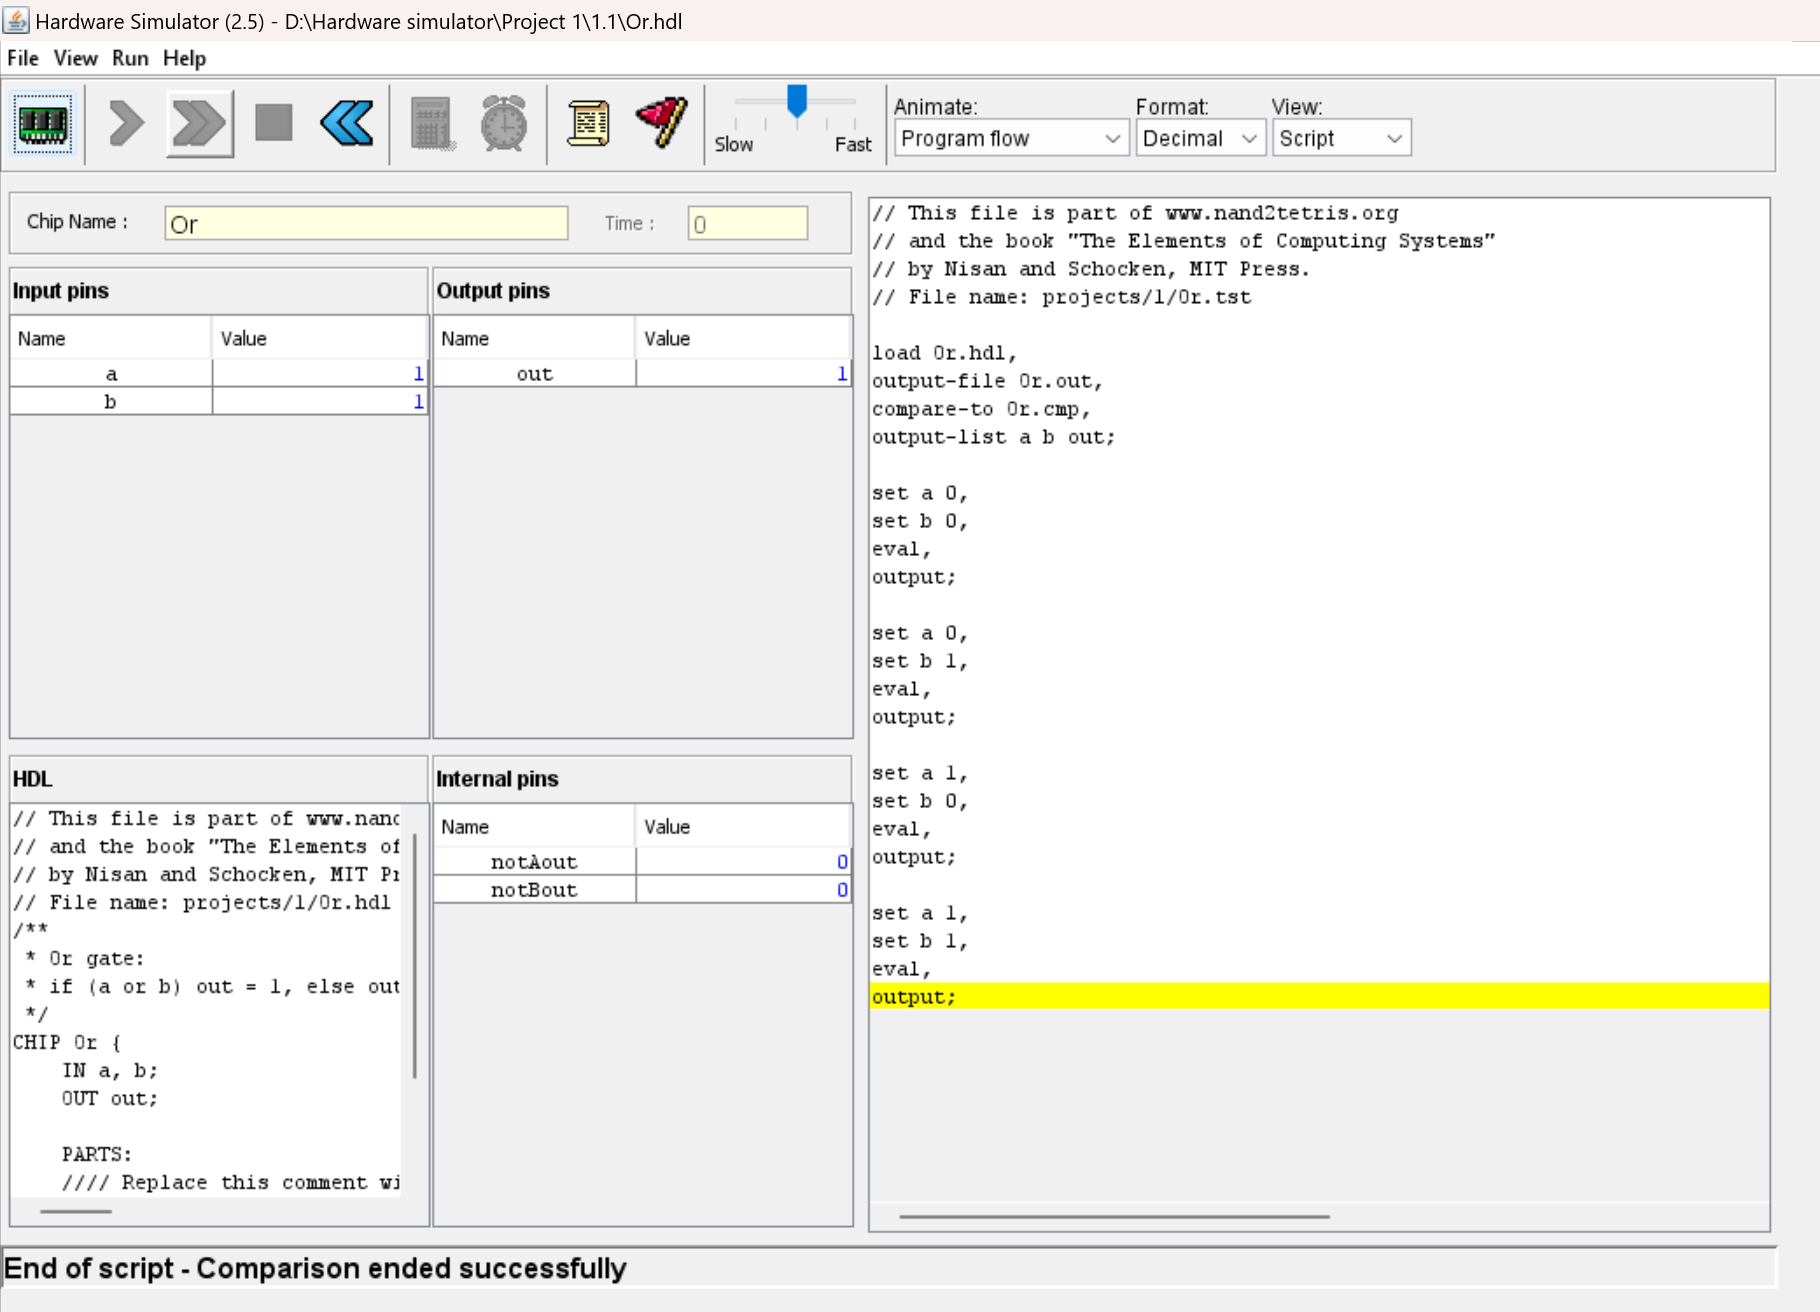 Hardware Simulator (2.5) - D:\Hardware simulator\Project 1\1.1\Or.hdl
File View Run Help
Slow Fast
Animate: Format: View:
Program flow Decimal Script
Chip Name : Or Time : 0
Input pins
Name Value
a 1
b 1
Output pins
Name Value
out 1
HDL
// This file is part of www.nand
// and the book "The Elements of
// by Nisan and Schocken, MIT Pr
// File name: projects/1/Or.hdl
/**
* Or gate:
* if (a or b) out = 1, else out
*/
CHIP Or {
IN a, b;
OUT out;
PARTS:
//// Replace this comment wi
Internal pins
Name Value
notAout 0
notBout 0
// This file is part of www.nand2tetris.org
// and the book "The Elements of Computing Systems"
// by Nisan and Schocken, MIT Press.
// File name: projects/1/Or.tst
load Or.hdl,
output-file Or.out,
compare-to Or.cmp,
output-list a b out;
set a 0,
set b 0,
eval,
output;
set a 0,
set b 1,
eval,
output;
set a 1,
set b 0,
eval,
output;
set a 1,
set b 1,
eval,
output;
End of script - Comparison ended successfully